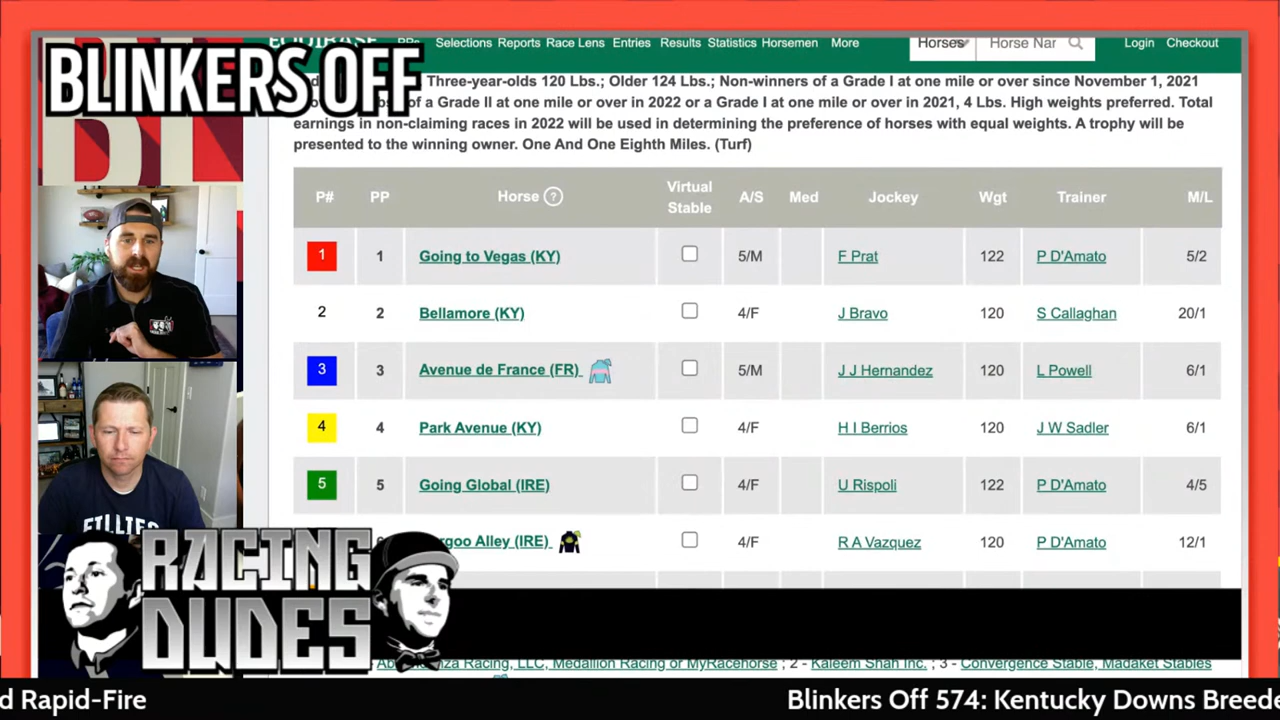 BLINKERS OFF
EQUIBASE
Selections Reports Race Lens Entries Results Statistics Horsemen More Horses Horse Nar Login Checkout
Three-year-olds 120 Lbs.; Older 124 Lbs.; Non-winners of a Grade I at one mile or over since November 1, 2021
of a Grade II at one mile or over in 2022 or a Grade I at one mile or over in 2021, 4 Lbs. High weights preferred. Total
earnings in non-claiming races in 2022 will be used in determining the preference of horses with equal weights. A trophy will be
presented to the winning owner. One And One Eighth Miles. (Turf)
P# PP Horse ? Virtual Stable A/S Med Jockey Wgt Trainer M/L
1 1 Going to Vegas (KY) 5/M F Prat 122 P D'Amato 5/2
2 2 Bellamore (KY) 4/F J Bravo 120 S Callaghan 20/1
3 3 Avenue de France (FR) 5/M J J Hernandez 120 L Powell 6/1
4 4 Park Avenue (KY) 4/F H I Berrios 120 J W Sadler 6/1
5 5 Going Global (IRE) 4/F U Rispoli 122 P D'Amato 4/5
rgoo Alley (IRE) 4/F R A Vazquez 120 P D'Amato 12/1
FILLIES
RACING
DUDES
Racing, LLC, Medallion Racing or MyRacehorse ; 2 - Kaleem Shah Inc. ; 3 - Convergence Stable, Madaket Stables
d Rapid-Fire Blinkers Off 574: Kentucky Downs Breede